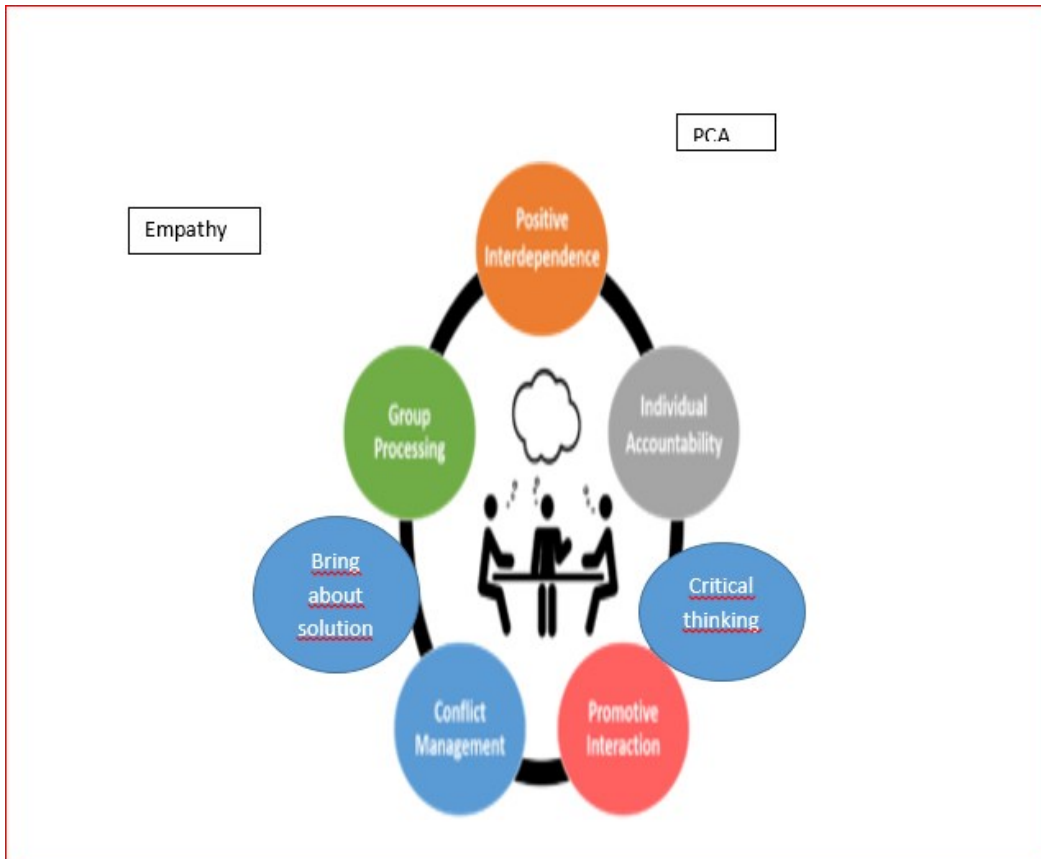 PCA
Empathy
Positive
Interdependence
Group
Processing
Individual
Accountability
Bring
about
solution
Critical
thinking
Conflict
Management
Promotive
Interaction